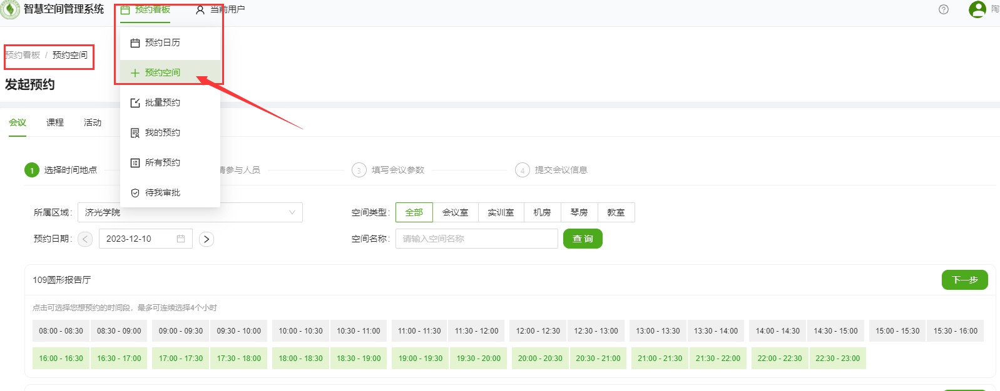 智慧空间管理系统 预约看板 当前用户
预约日历
预约看板 / 预约空间
预约空间
发起预约
批量预约
会议 课程 活动
我的预约
所有预约
1 选择时间地点 请参与人员 3 填写会议参数 4 提交会议信息
待我审批
所属区域: 济光学院 空间类型: 全部 会议室 实训室 机房 琴房 教室
预约日期: 2023-12-10 空间名称: 请输入空间名称 查 询
109圆形报告厅 下一步
点击可选择您想预约的时间段，最多可连续选择4个小时
08:00 - 08:30 08:30 - 09:00 09:00 - 09:30 09:30 - 10:00 10:00 - 10:30 10:30 - 11:00 11:00 - 11:30 11:30 - 12:00 12:00 - 12:30 12:30 - 13:00 13:00 - 13:30 13:30 - 14:00 14:00 - 14:30 14:30 - 15:00 15:00 - 15:30 15:30 - 16:00
16:00 - 16:30 16:30 - 17:00 17:00 - 17:30 17:30 - 18:00 18:00 - 18:30 18:30 - 19:00 19:00 - 19:30 19:30 - 20:00 20:00 - 20:30 20:30 - 21:00 21:00 - 21:30 21:30 - 22:00 22:00 - 22:30 22:30 - 23:00